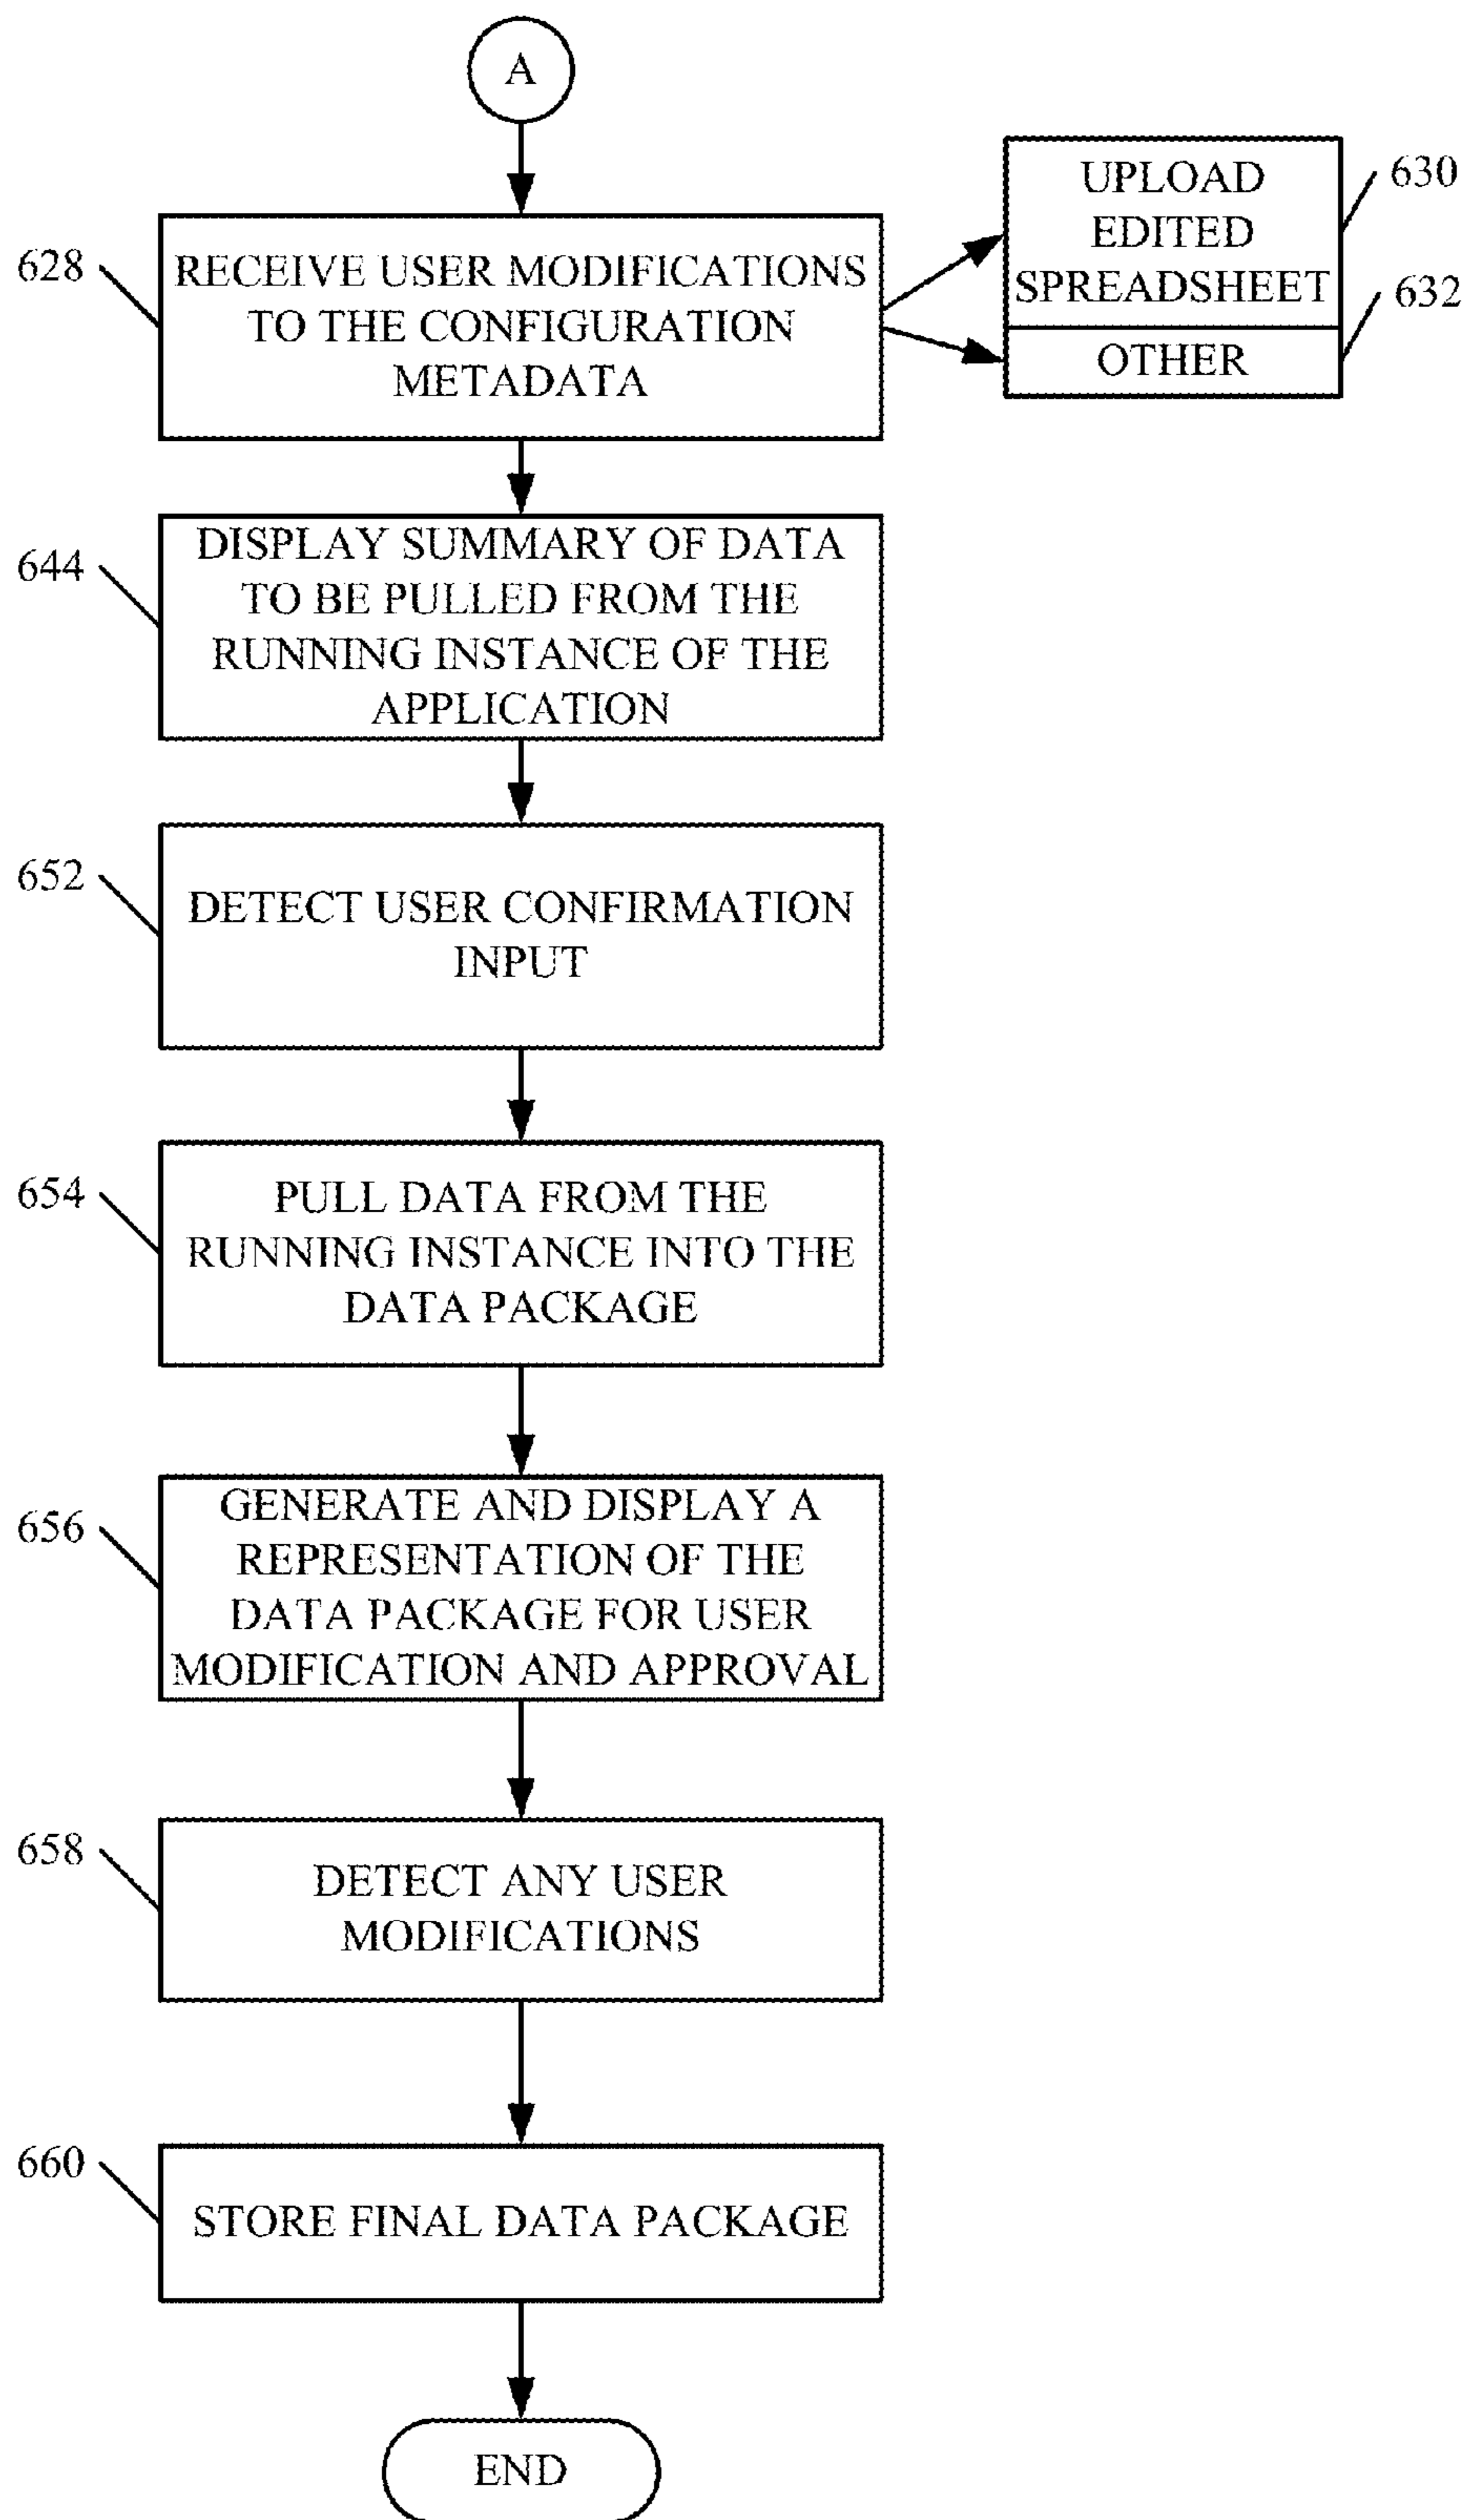 A
UPLOAD
EDITED
SPREADSHEET
630
OTHER
632
628
RECEIVE USER MODIFICATIONS
TO THE CONFIGURATION
METADATA
644
DISPLAY SUMMARY OF DATA
TO BE PULLED FROM THE
RUNNING INSTANCE OF THE
APPLICATION
652
DETECT USER CONFIRMATION
INPUT
654
PULL DATA FROM THE
RUNNING INSTANCE INTO THE
DATA PACKAGE
656
GENERATE AND DISPLAY A
REPRESENTATION OF THE
DATA PACKAGE FOR USER
MODIFICATION AND APPROVAL
658
DETECT ANY USER
MODIFICATIONS
660
STORE FINAL DATA PACKAGE
END